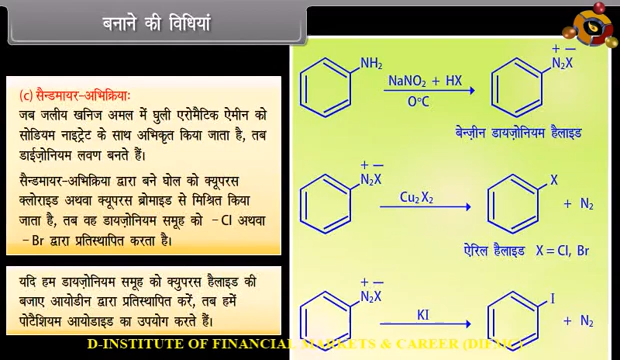 बनाने की विधियां
(c) सैन्डमायर-अभिक्रियाः
जब जलीय खनिज अमल में घुली एरोमैटिक ऐमीन को
सोडियम नाइट्रेट के साथ अभिकृत किया जाता है, तब
डाईज़ोनियम लवण बनते हैं।
सैन्डमायर-अभिक्रिया द्वारा बने घोल को क्यूपरस
क्लोराइड अथवा क्यूपरस ब्रोमाइड से मिश्रित किया
जाता है, तब वह डायज़ोनियम समूह को -Cl अथवा
-Br द्वारा प्रतिस्थापित करता है।
यदि हम डायज़ोनियम समूह को क्युपरस हैलाइड की
बजाए आयोडीन द्वारा प्रतिस्थापित करें, तब हमें
पोटैशियम आयोडाइड का उपयोग करते हैं।
NH₂
NaNO₂ + HX
O°C
+ −
N₂X
बेन्ज़ीन डायज़ोनियम हैलाइड
+ −
N₂X
Cu₂X₂
X
+ N₂
ऐरिल हैलाइड X = Cl, Br
+ −
N₂X
KI
I
+ N₂
D-INSTITUTE OF FINANCIAL MARKETS & CAREER